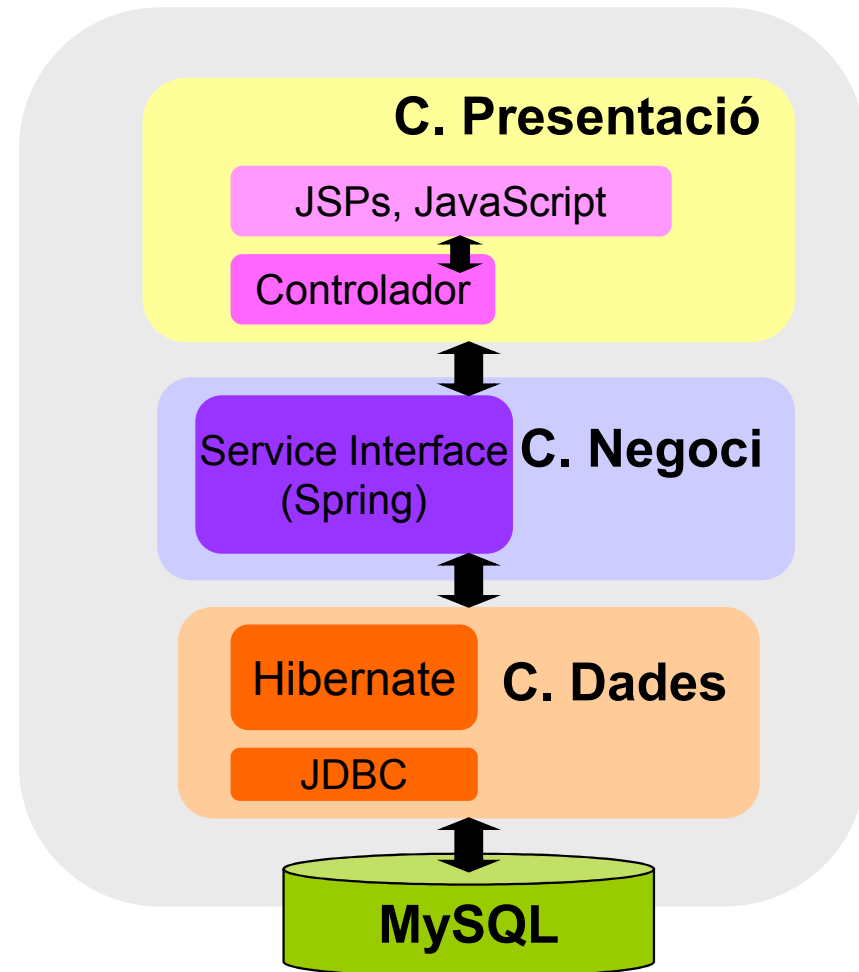 C. Presentació
JSPs, JavaScript
Controlador
Service Interface
(Spring)
C. Negoci
Hibernate
C. Dades
JDBC
MySQL